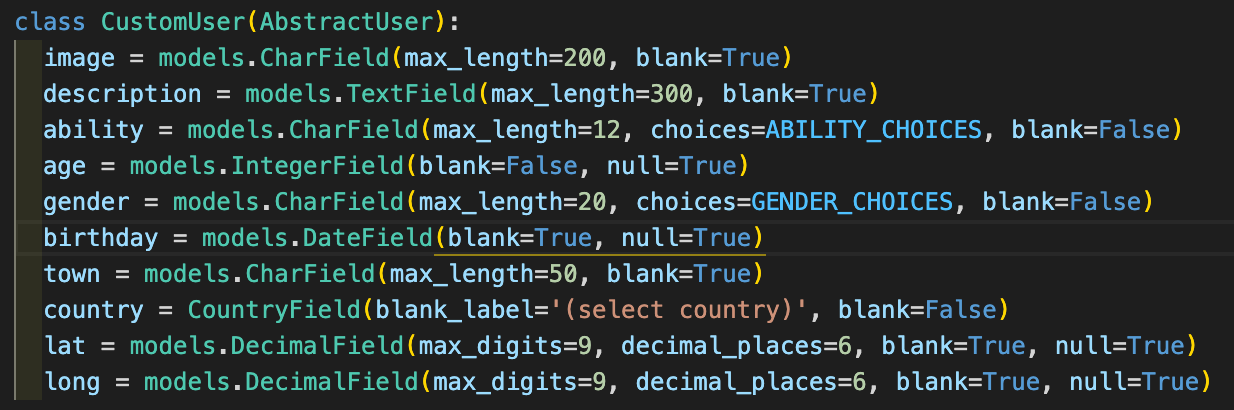 class CustomUser(AbstractUser):
    image = models.CharField(max_length=200, blank=True)
    description = models.TextField(max_length=300, blank=True)
    ability = models.CharField(max_length=12, choices=ABILITY_CHOICES, blank=False)
    age = models.IntegerField(blank=False, null=True)
    gender = models.CharField(max_length=20, choices=GENDER_CHOICES, blank=False)
    birthday = models.DateField(blank=True, null=True)
    town = models.CharField(max_length=50, blank=True)
    country = CountryField(blank_label='(select country)', blank=False)
    lat = models.DecimalField(max_digits=9, decimal_places=6, blank=True, null=True)
    long = models.DecimalField(max_digits=9, decimal_places=6, blank=True, null=True)